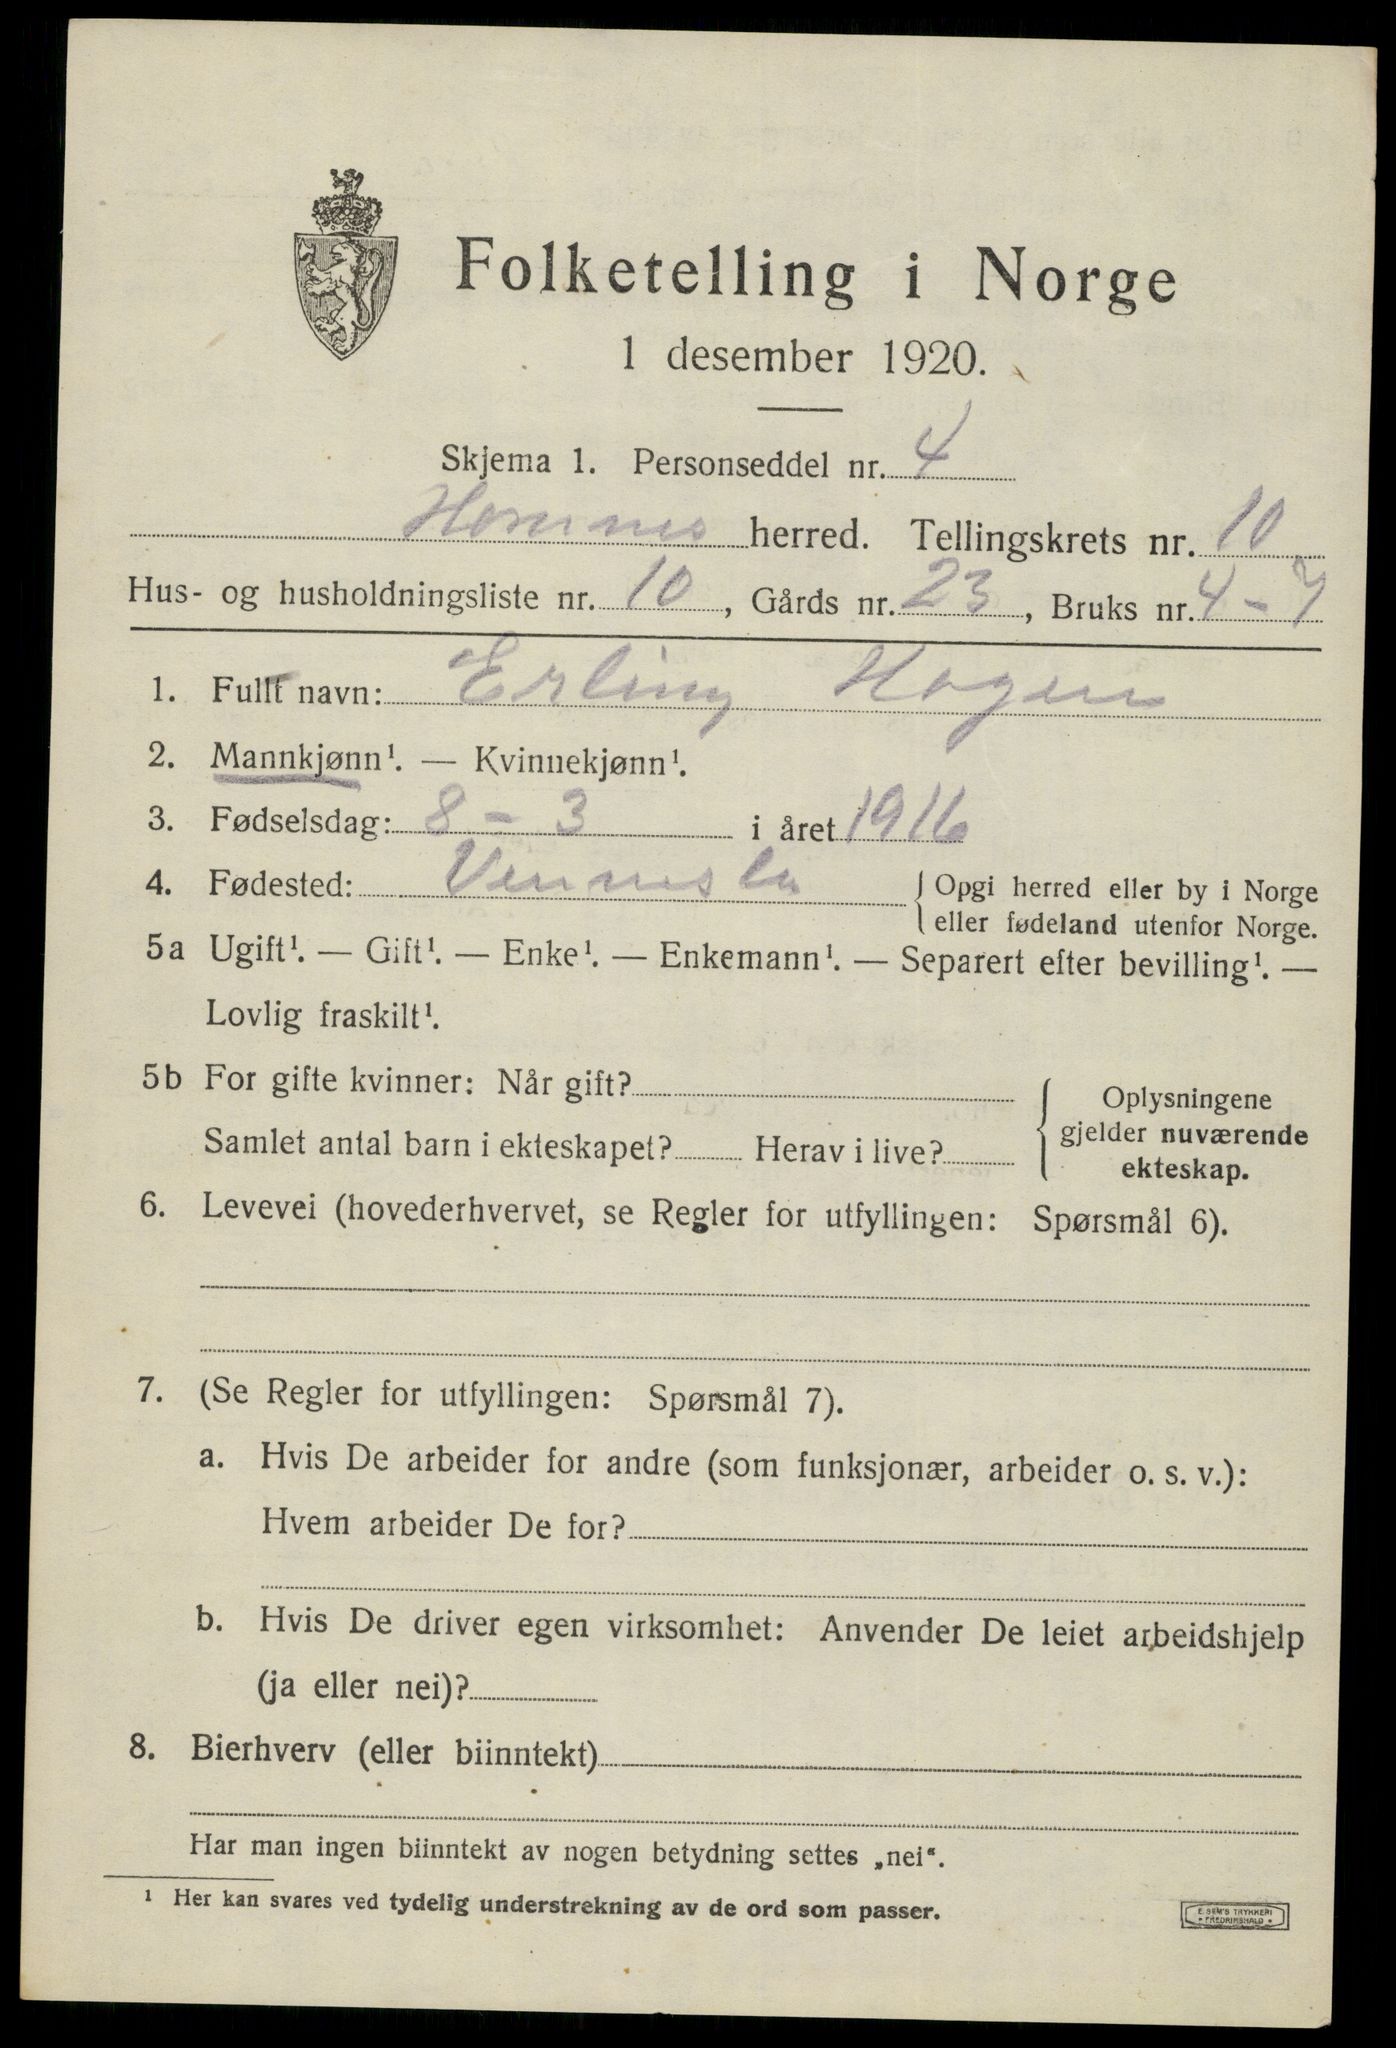 Folketelling i Norge
1 desember 1920.
Skjema 1. Personseddel nr. 4
Hornnes herred. Tellingskrets nr. 10
Hus- og husholdningsliste nr. 10, Gårds nr. 23, Bruks nr. 4-7
1. Fullt navn: Erling Hagen
2. Mannkjønn¹. — Kvinnekjønn¹.
3. Fødselsdag: 8 - 3 i året 1916
4. Fødested: Vennesla { Opgi herred eller by i Norge
eller fødeland utenfor Norge.
5a Ugift¹. — Gift¹. — Enke¹. — Enkemann¹. — Separert efter bevilling¹. —
Lovlig fraskilt¹.
5b For gifte kvinner: Når gift?
Samlet antal barn i ekteskapet? Herav i live?
{ Oplysningene
gjelder nuværende
ekteskap.
6. Levevei (hovederhvervet, se Regler for utfyllingen: Spørsmål 6).
7. (Se Regler for utfyllingen: Spørsmål 7).
a. Hvis De arbeider for andre (som funksjonær, arbeider o. s. v.):
Hvem arbeider De for?
b. Hvis De driver egen virksomhet: Anvender De leiet arbeidshjelp
(ja eller nei)?
8. Bierhverv (eller biinntekt)
Har man ingen biinntekt av nogen betydning settes „nei“.
¹ Her kan svares ved tydelig understrekning av de ord som passer.
E. SEM'S TRYKKERI
• FREDRIKSHALD •